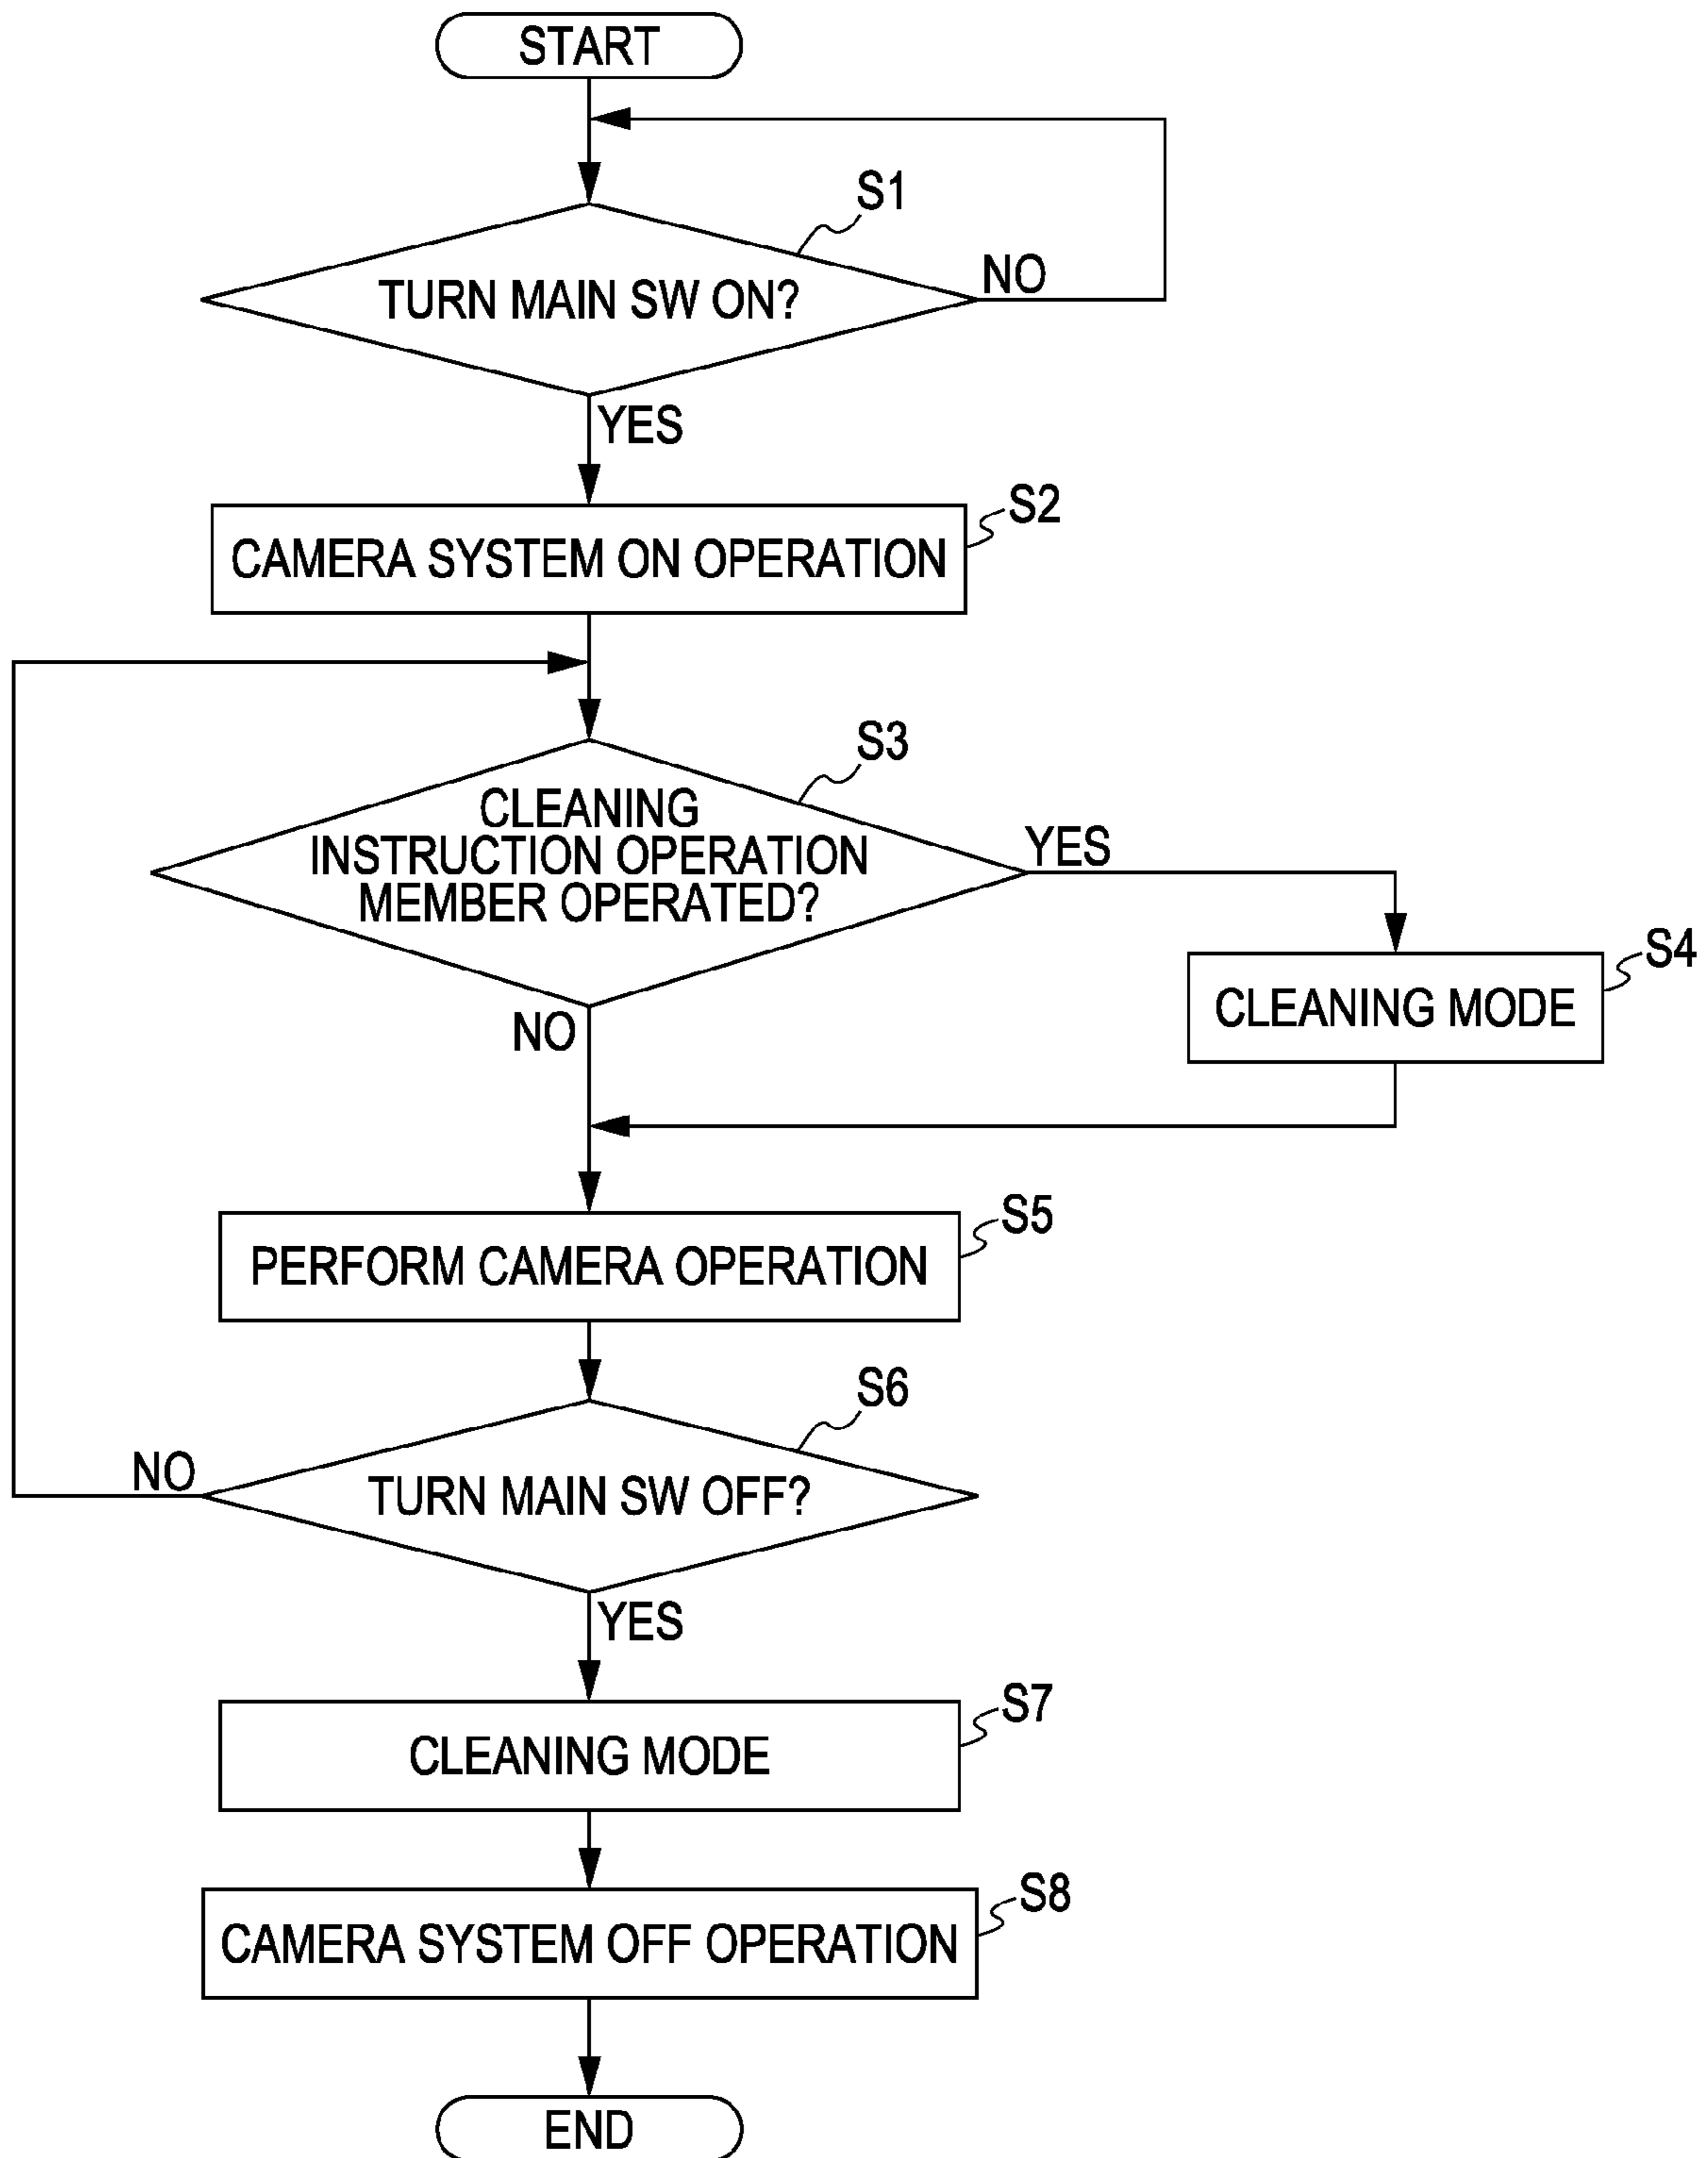 START
S1
TURN MAIN SW ON?
NO
YES
S2
CAMERA SYSTEM ON OPERATION
S3
CLEANING
INSTRUCTION OPERATION
MEMBER OPERATED?
YES
NO
S4
CLEANING MODE
S5
PERFORM CAMERA OPERATION
S6
TURN MAIN SW OFF?
NO
YES
S7
CLEANING MODE
S8
CAMERA SYSTEM OFF OPERATION
END